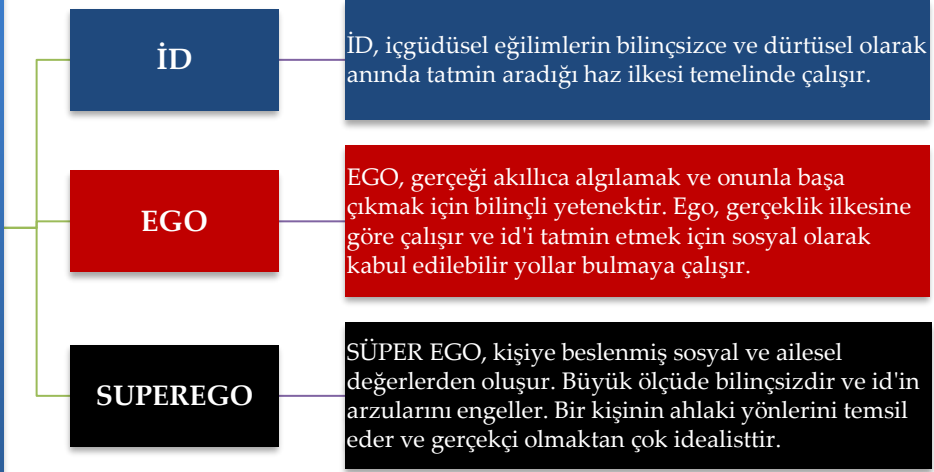 İD
İD, içgüdüsel eğilimlerin bilinçsizce ve dürtüsel olarak
anında tatmin aradığı haz ilkesi temelinde çalışır.
EGO
EGO, gerçeği akıllıca algılamak ve onunla başa
çıkmak için bilinçli yetenektir. Ego, gerçeklik ilkesine
göre çalışır ve id'i tatmin etmek için sosyal olarak
kabul edilebilir yollar bulmaya çalışır.
SUPEREGO
SÜPER EGO, kişiye beslenmiş sosyal ve ailesel
değerlerden oluşur. Büyük ölçüde bilinçsizdir ve id'in
arzularını engeller. Bir kişinin ahlaki yönlerini temsil
eder ve gerçekçi olmaktan çok idealisttir.